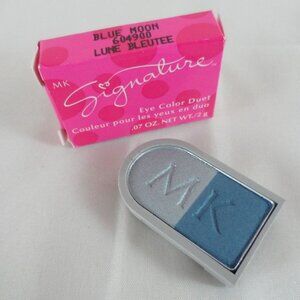 BLUE MOON
604900
LUNE BLEUTEE
MK
Signature
Eye Color Duet
Couleur pour les yeux en duo
.07 OZ. NET WT./2 g
MK